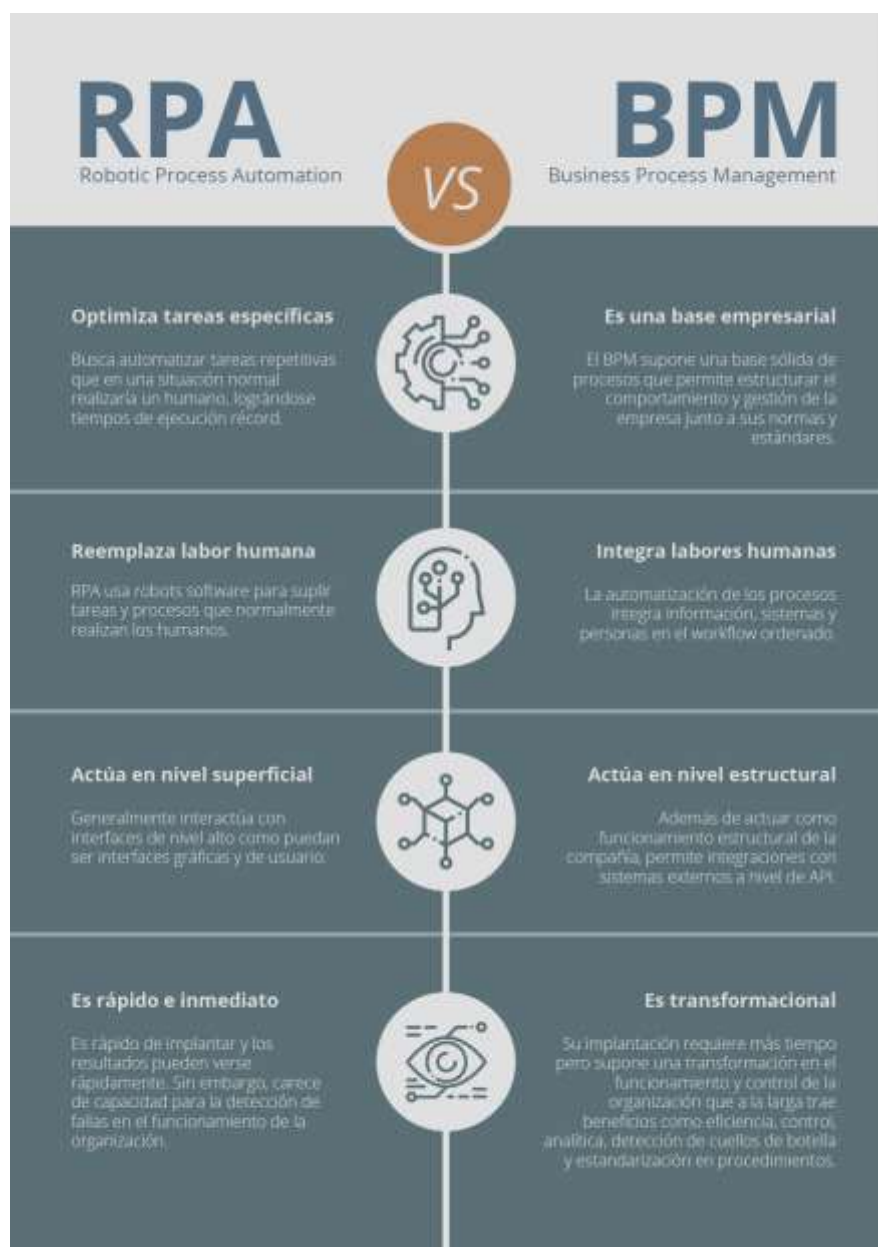 RPA
Robotic Process Automation
VS
BPM
Business Process Management
Optimiza tareas específicas
Busca automatizar tareas repetitivas
que en una situación normal
realizaría un humano, lográndose
tiempos de ejecución récord.
Es una base empresarial
El BPM supone una base sólida de
procesos que permite estructurar el
comportamiento y gestión de la
empresa junto a sus normas y
estándares.
Reemplaza labor humana
RPA usa robots software para suplir
tareas y procesos que normalmente
realizan los humanos.
Integra labores humanas
La automatización de los procesos
integra información, sistemas y
personas en el workflow ordenado.
Actúa en nivel superficial
Generalmente interactúa con
interfaces de nivel alto como puedan
ser interfaces gráficas y de usuario.
Actúa en nivel estructural
Además de actuar como
funcionamiento estructural de la
compañía, permite integraciones con
sistemas externos a nivel de API.
Es rápido e inmediato
Es rápido de implantar y los
resultados pueden verse
rápidamente. Sin embargo, carece
de capacidad para la detección de
fallas en el funcionamiento de la
organización.
Es transformacional
Su implantación requiere más tiempo
pero supone una transformación en el
funcionamiento y control de la
organización que a la larga trae
beneficios como eficiencia, control,
analítica, detección de cuellos de botella
y estandarización en procedimientos.